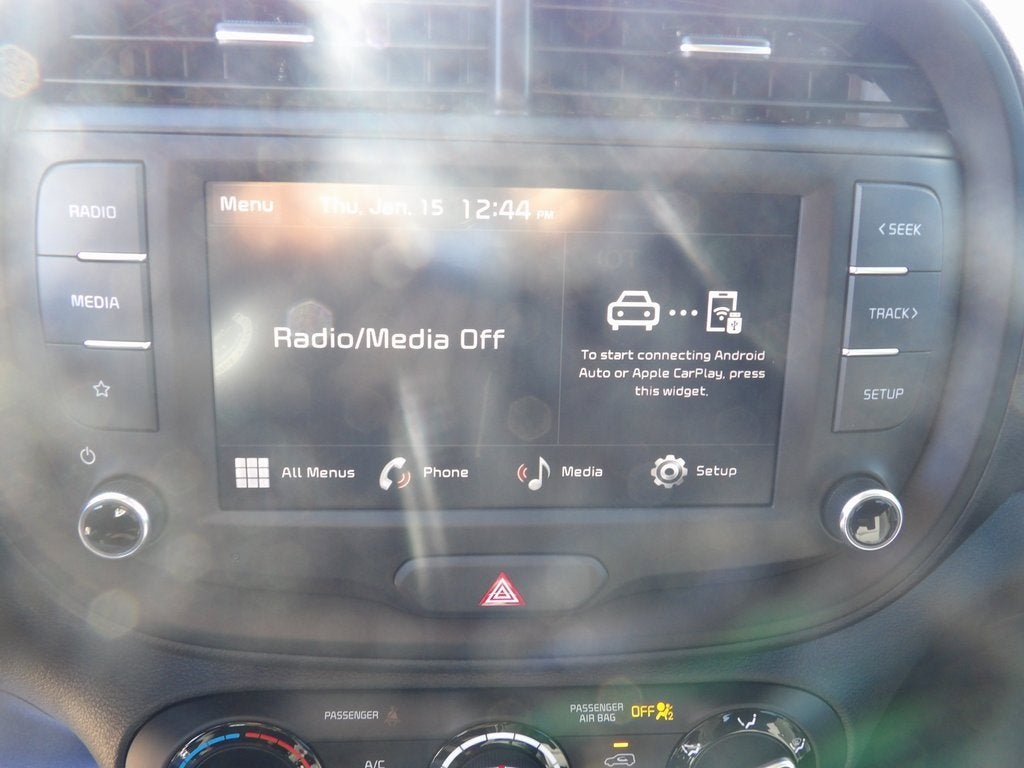 RADIO
MEDIA
Menu Thu, Jan. 15 12:44 PM
Radio/Media Off
To start connecting Android
Auto or Apple CarPlay, press
this widget.
All Menus Phone Media Setup
<SEEK
TRACK>
SETUP
PASSENGER
PASSENGER
AIR BAG
OFF 2
A/C